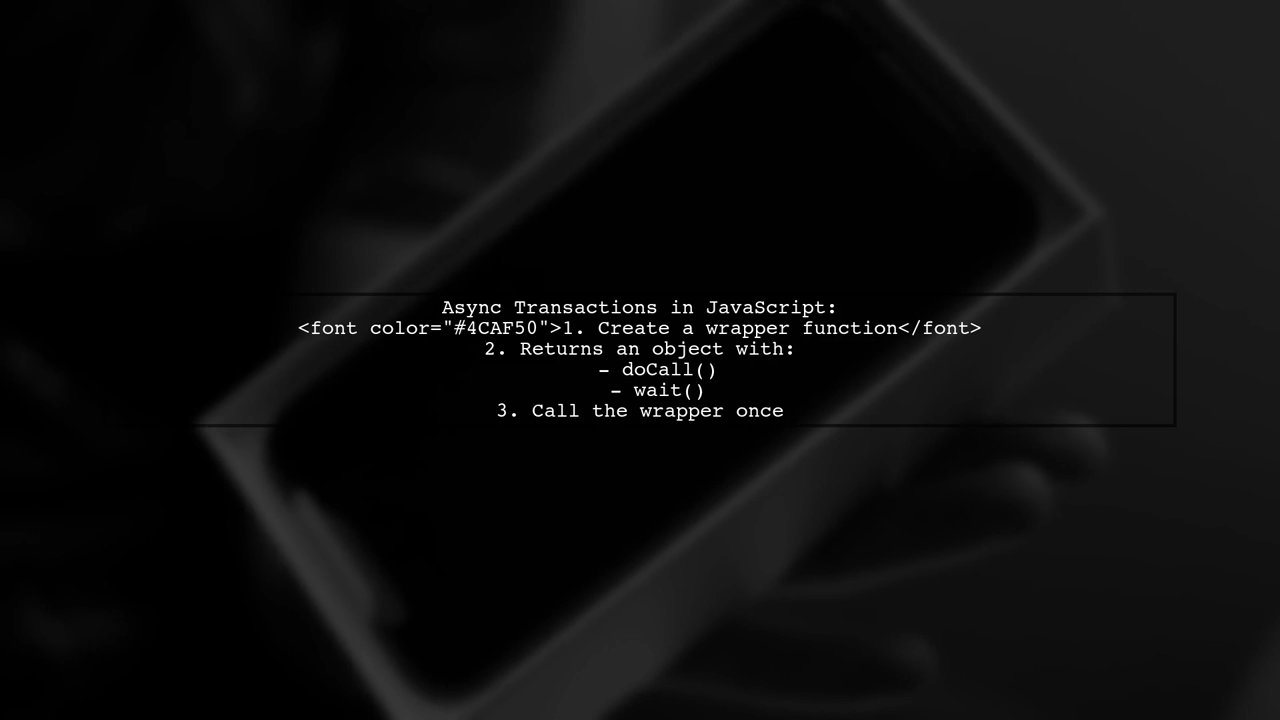 Async Transactions in JavaScript:
<font color="#4CAF50">1. Create a wrapper function</font>
2. Returns an object with:
- doCall()
- wait()
3. Call the wrapper once